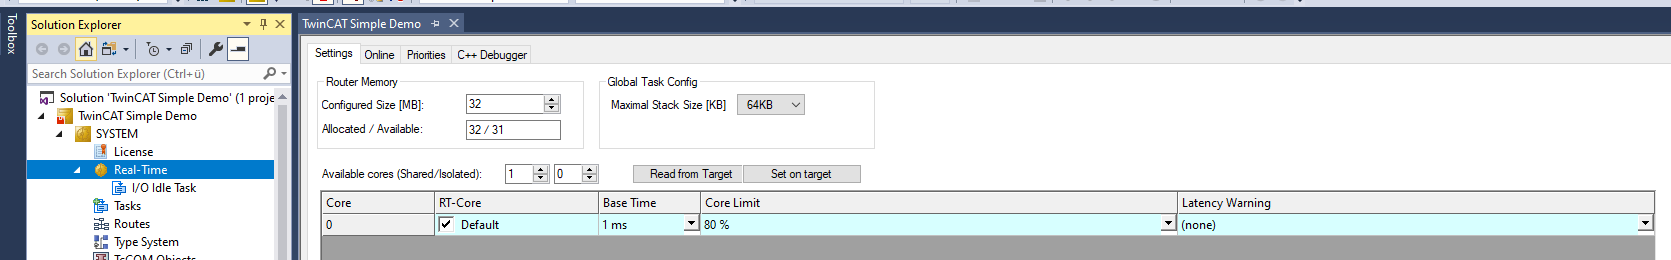 Toolbox
Solution Explorer
Search Solution Explorer (Ctrl+ü)
Solution 'TwinCAT Simple Demo' (1 proje
TwinCAT Simple Demo
SYSTEM
License
Real-Time
I/O Idle Task
Tasks
Routes
Type System
TcCOM Objects
TwinCAT Simple Demo
Settings Online Priorities C++ Debugger
Router Memory
Configured Size [MB]: 32
Allocated / Available: 32 / 31
Global Task Config
Maximal Stack Size [KB] 64KB
Available cores (Shared/Isolated): 1 0 Read from Target Set on target
Core RT-Core Base Time Core Limit Latency Warning
0 Default 1 ms 80 % (none)